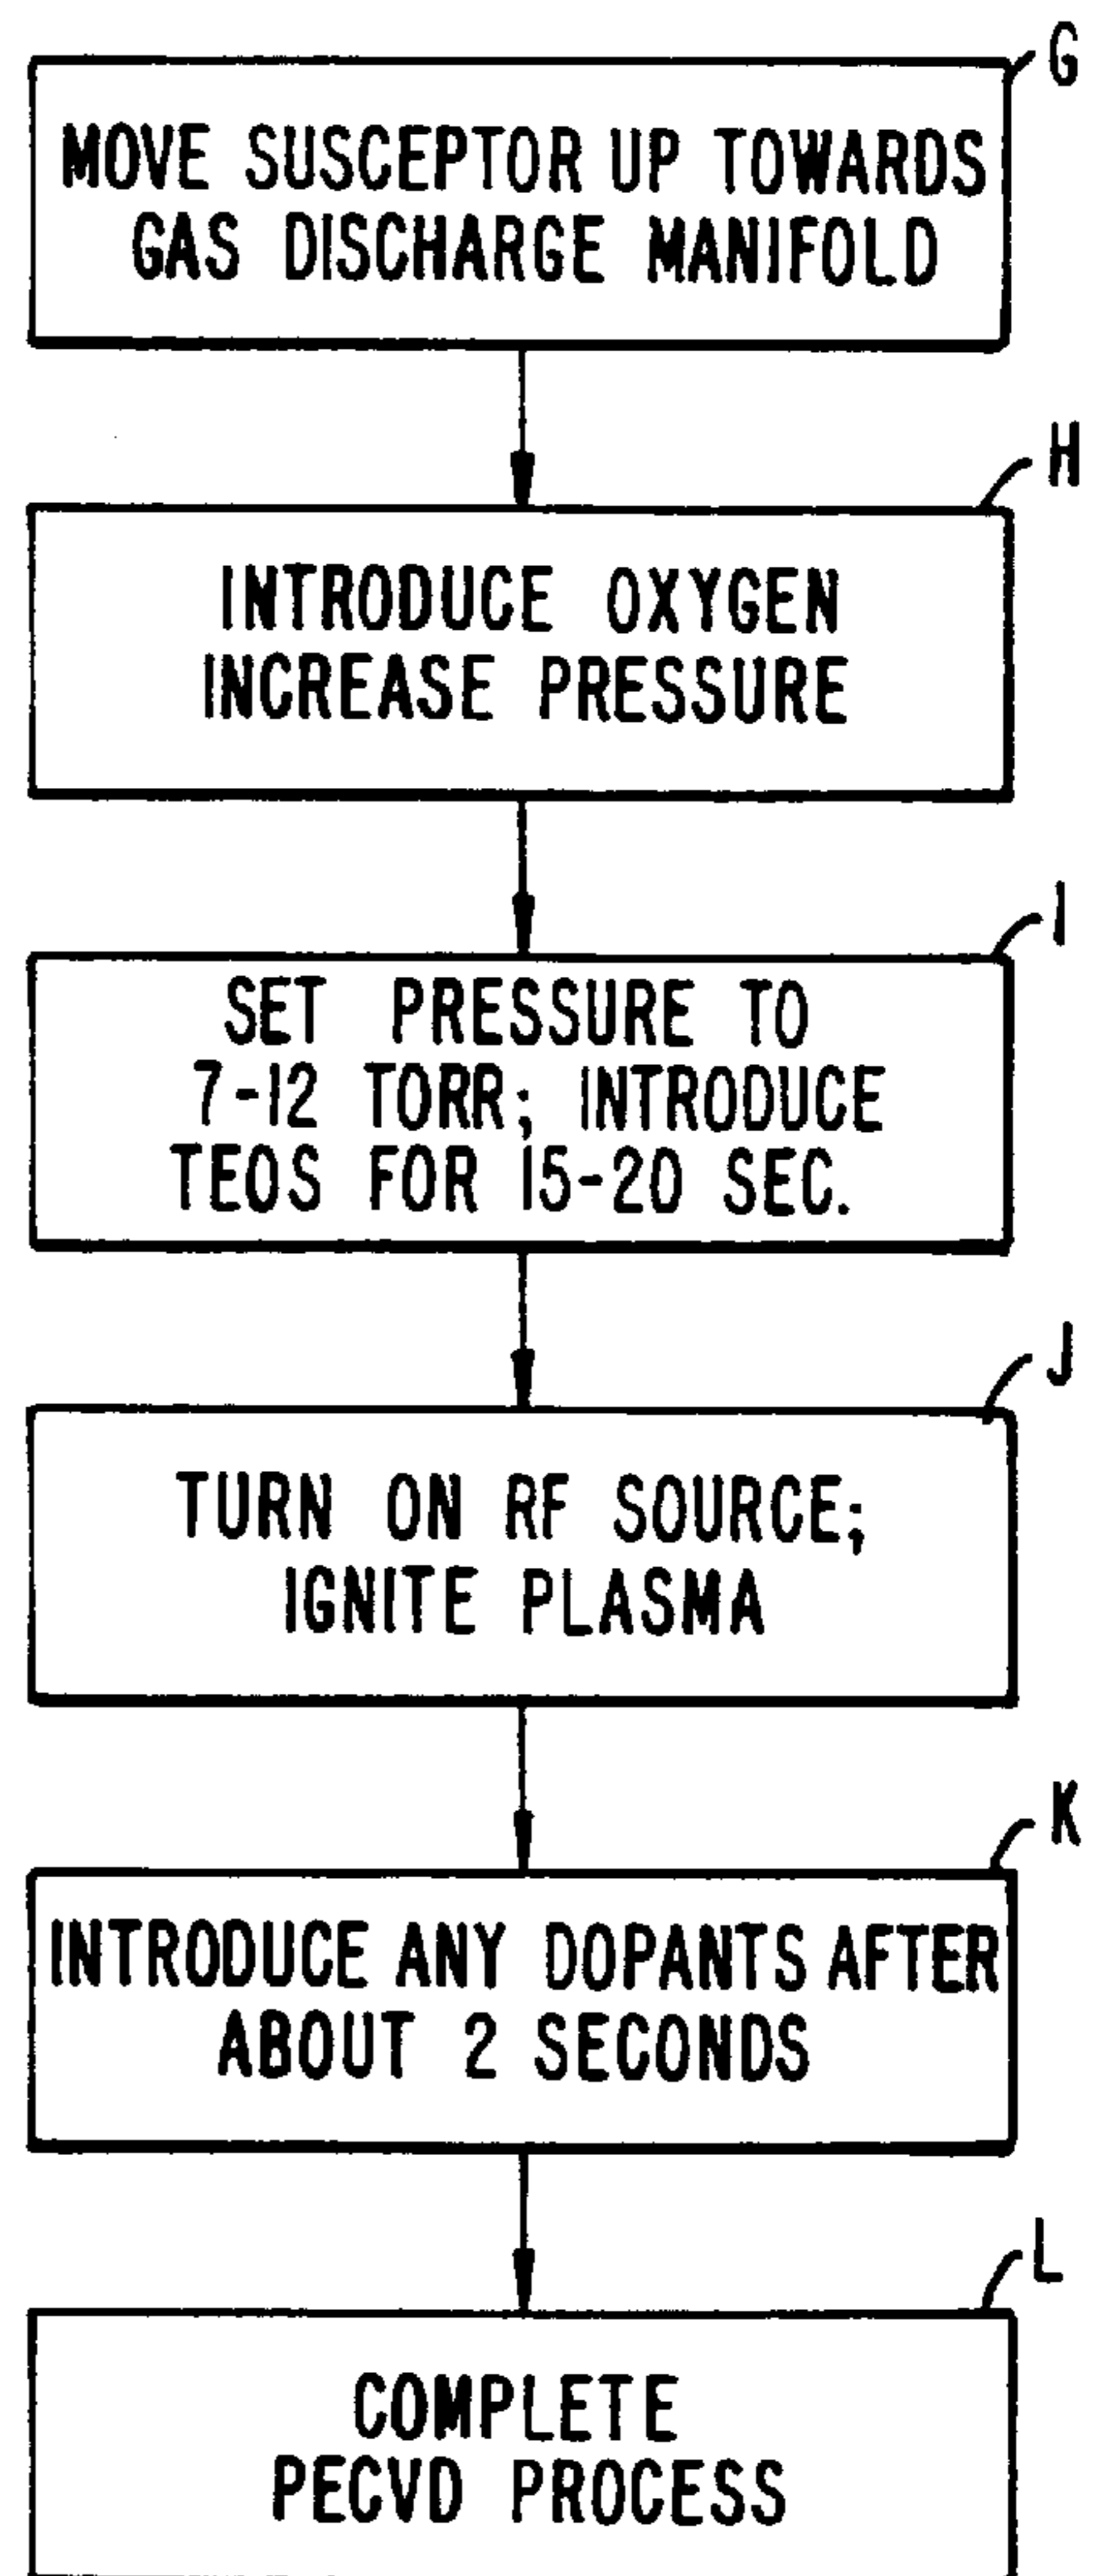 G
MOVE SUSCEPTOR UP TOWARDS
GAS DISCHARGE MANIFOLD
H
INTRODUCE OXYGEN
INCREASE PRESSURE
I
SET PRESSURE TO
7-12 TORR; INTRODUCE
TEOS FOR 15-20 SEC.
J
TURN ON RF SOURCE;
IGNITE PLASMA
K
INTRODUCE ANY DOPANTS AFTER
ABOUT 2 SECONDS
L
COMPLETE
PECVD PROCESS